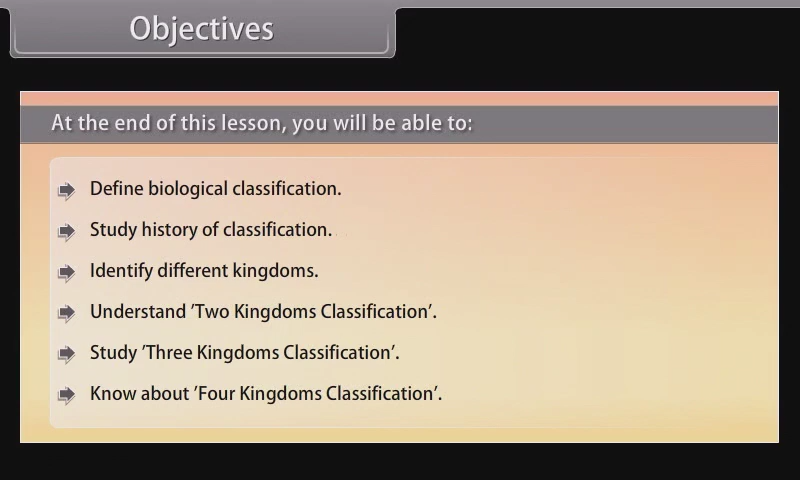 Objectives
At the end of this lesson, you will be able to:
Define biological classification.
Study history of classification.
Identify different kingdoms.
Understand ‘Two Kingdoms Classification’.
Study ‘Three Kingdoms Classification’.
Know about ‘Four Kingdoms Classification’.